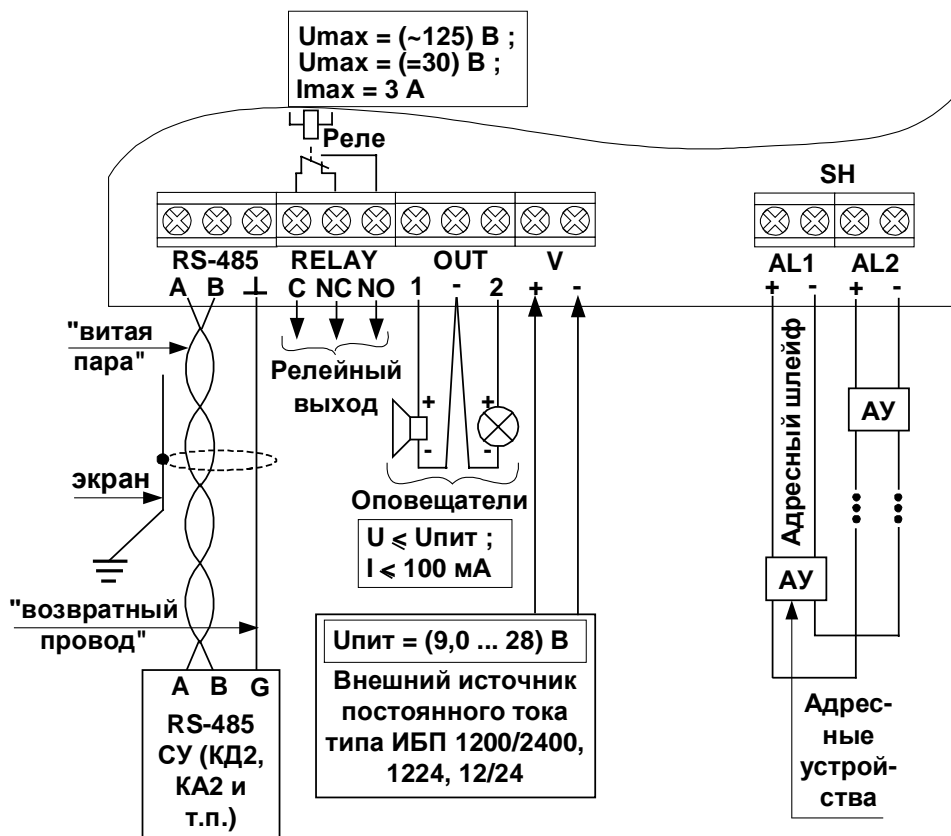 Umax = (~125) В ;
Umax = (=30) В ;
Imax = 3 А
Реле
SH
RS-485 RELAY OUT V AL1 AL2
A B ⊥ C NC NO 1 - 2 + - + - + -
"витая
пара"
Релейный
выход
экран
+ - + -
Оповещатели
U ⩽ Uпит ;
I ⩽ 100 мА
Адресный шлейф
АУ
АУ
"возвратный
провод"
A B G
RS-485
СУ (КД2,
КА2 и
т.п.)
Uпит = (9,0 ... 28) В
Внешний источник
постоянного тока
типа ИБП 1200/2400,
1224, 12/24
Адрес-
ные
устрой-
ства